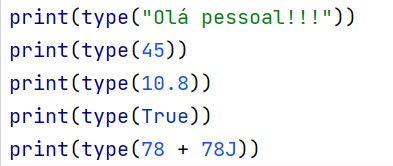 print(type("Olá pessoal!!!"))
print(type(45))
print(type(10.8))
print(type(True))
print(type(78 + 78J))